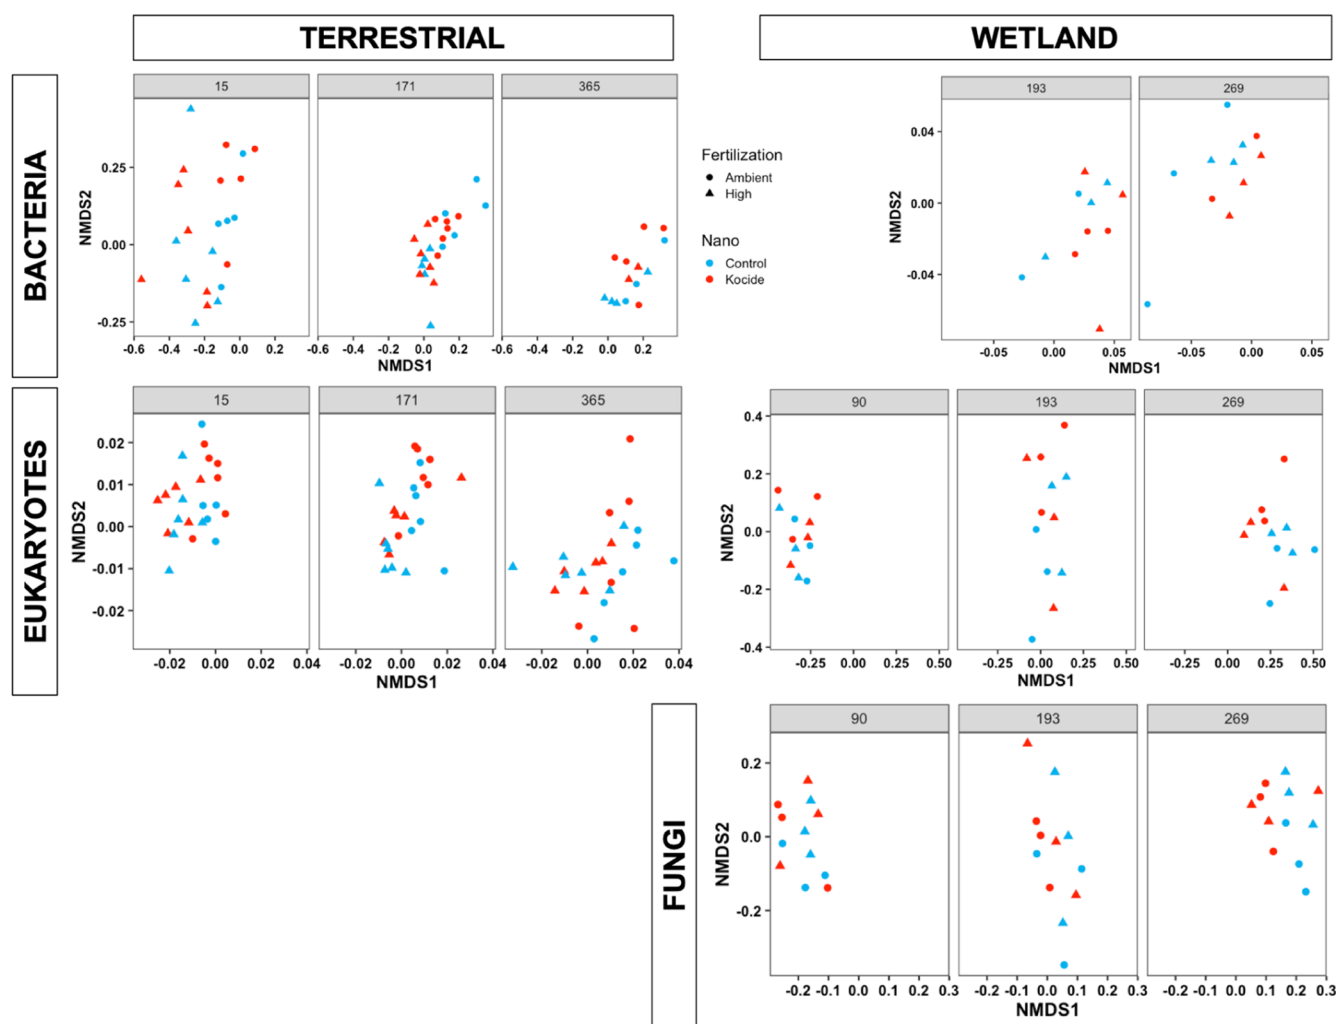 TERRESTRIAL
WETLAND
BACTERIA
15
171
365
NMDS2
0.25
0.00
-0.25
-0.6 -0.4 -0.2 0.0 0.2
-0.6 -0.4 -0.2 0.0 0.2
-0.6 -0.4 -0.2 0.0 0.2
NMDS1
Fertilization
Ambient
High
Nano
Control
Kocide
193
269
NMDS2
0.04
0.00
-0.04
-0.05 0.00 0.05
-0.05 0.00 0.05
NMDS1
EUKARYOTES
15
171
365
NMDS2
0.02
0.01
0.00
-0.01
-0.02
-0.02 0.00 0.02 0.04
-0.02 0.00 0.02 0.04
-0.02 0.00 0.02 0.04
NMDS1
90
193
269
NMDS2
0.4
0.2
0.0
-0.2
-0.4
-0.25 0.00 0.25 0.50
-0.25 0.00 0.25 0.50
-0.25 0.00 0.25 0.50
NMDS1
FUNGI
90
193
269
NMDS2
0.2
0.0
-0.2
-0.2 -0.1 0.0 0.1 0.2 0.3
-0.2 -0.1 0.0 0.1 0.2 0.3
-0.2 -0.1 0.0 0.1 0.2 0.3
NMDS1